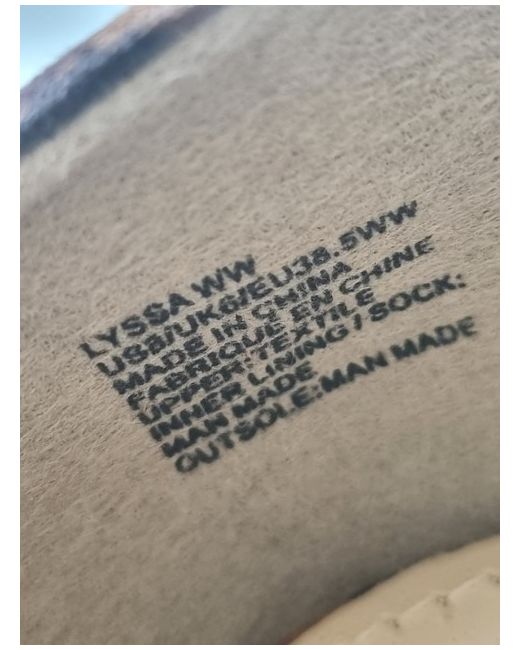 LYSSA WW
US8/UK6/EU38.5WW
MADE IN CHINA
FABRIQUE EN CHINE
UPPER:TEXTILE
INNER LINING / SOCK:
MAN MADE
OUTSOLE:MAN MADE